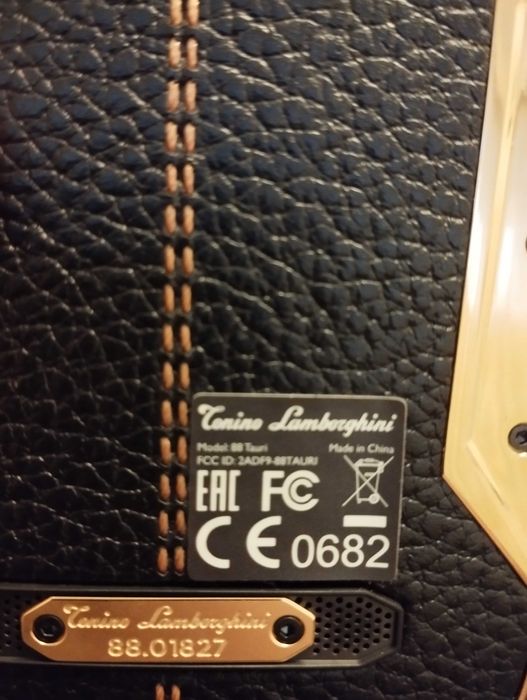 Tonino Lamborghini
Model: 88 Tauri Made in China
FCC ID: 2ADF9-88TAURI
EAC FC
CE 0682
Tonino Lamborghini
88.01827